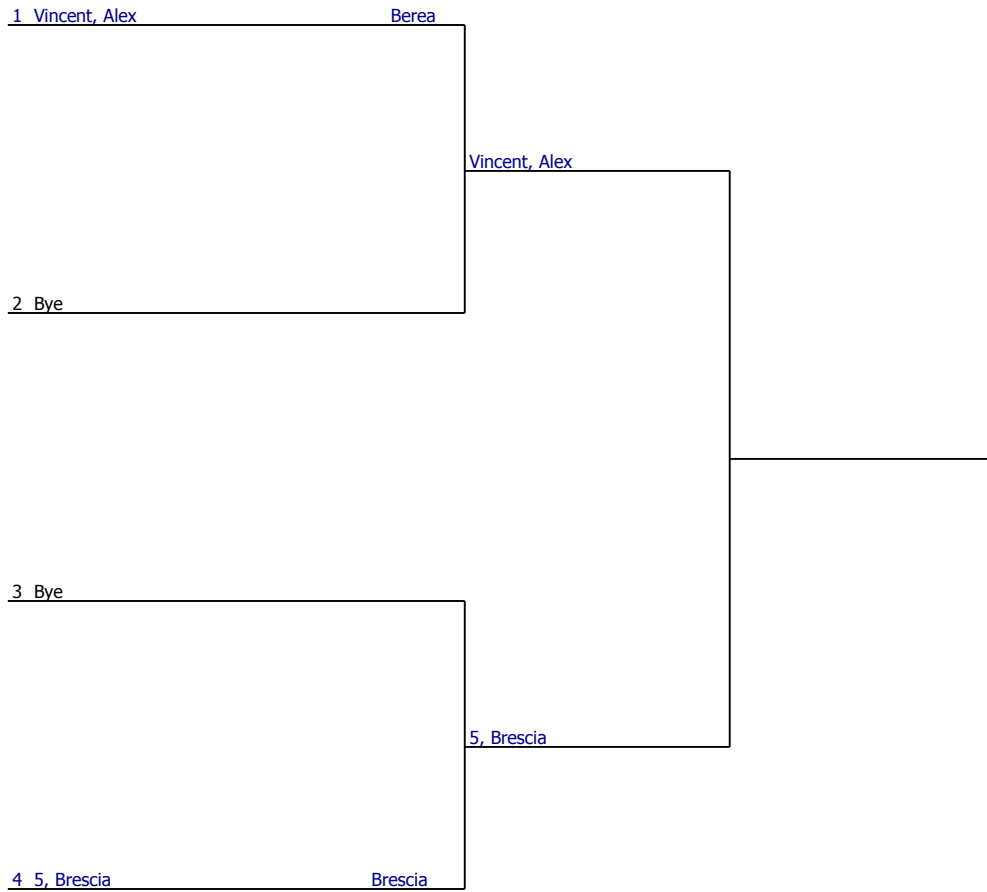 1 Vincent, Alex Berea
Vincent, Alex
2 Bye
3 Bye
5, Brescia
4 5, Brescia Brescia